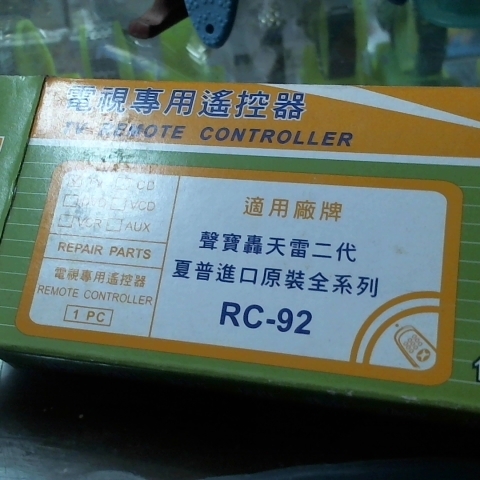 電視專用遙控器
TV REMOTE CONTROLLER
TV CD
VCD
VCR AUX
REPAIR PARTS
電視專用遙控器
REMOTE CONTROLLER
1 PC
適用廠牌
聲寶轟天雷二代
夏普進口原裝全系列
RC-92